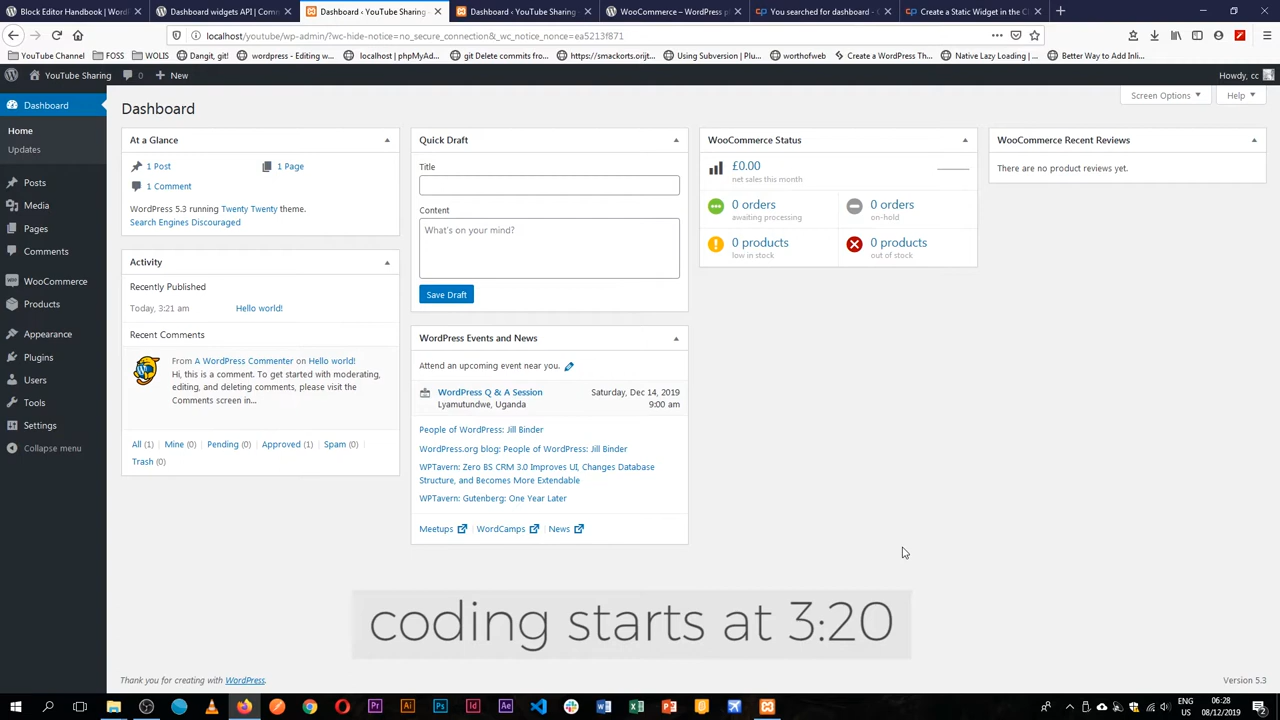 Block Editor Handbook | Word
Dashboard widgets API | Comm
Dashboard ‹ YouTube Sharing -
Dashboard ‹ YouTube Sharing —
WooCommerce – WordPress p
You searched for dashboard - C
Create a Static Widget in the Cl
localhost/youtube/wp-admin/?wc-hide-notice=no_secure_connection&_wc_notice_nonce=ea5213f871
YouTube Channel
FOSS
WOLIS
Dangit, git!
wordpress - Editing w...
localhost | phpMyAd...
git Delete commits fro...
https://smackorts.orijt...
Using Subversion | Plu...
worthofweb
Create a WordPress Th...
Native Lazy Loading | ...
Better Way to Add Inli...
YouTube Sharing
0
New
Howdy, cc
Dashboard
Home
Updates
Posts
Media
Pages
Comments
WooCommerce
Products
Appearance
Plugins
Users
Tools
Settings
Collapse menu
Dashboard
Screen Options
Help
At a Glance
1 Post
1 Page
1 Comment
WordPress 5.3 running Twenty Twenty theme.
Search Engines Discouraged
Activity
Recently Published
Today, 3:21 am
Hello world!
Recent Comments
From A WordPress Commenter on Hello world!
Hi, this is a comment. To get started with moderating,
editing, and deleting comments, please visit the
Comments screen in...
All (1)
Mine (0)
Pending (0)
Approved (1)
Spam (0)
Trash (0)
Quick Draft
Title
Content
What's on your mind?
Save Draft
WordPress Events and News
Attend an upcoming event near you.
WordPress Q & A Session
Saturday, Dec 14, 2019
Lyamutundwe, Uganda
9:00 am
People of WordPress: Jill Binder
WordPress.org blog: People of WordPress: Jill Binder
WPTavern: Zero BS CRM 3.0 Improves UI, Changes Database
Structure, and Becomes More Extendable
WPTavern: Gutenberg: One Year Later
Meetups
WordCamps
News
WooCommerce Status
£0.00
net sales this month
0 orders
awaiting processing
0 orders
on-hold
0 products
low in stock
0 products
out of stock
WooCommerce Recent Reviews
There are no product reviews yet.
coding starts at 3:20
Thank you for creating with WordPress.
Version 5.3
Pr
Ai
Ps
Id
Ae
ENG
US
06:28
08/12/2019